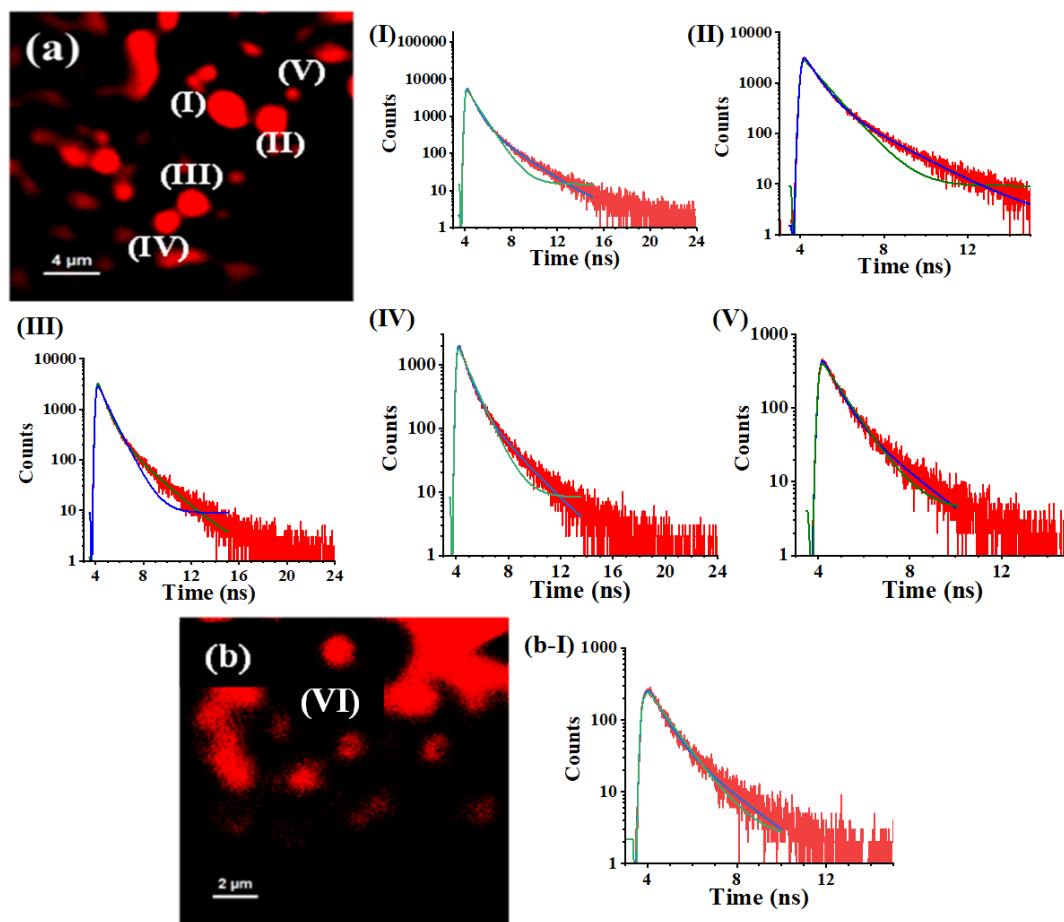 (a)
(I)
(II)
(III)
(IV)
(V)
4 µm
(I)
Counts
100000
10000
1000
100
10
1
4 8 12 16 20 24
Time (ns)
(II)
Counts
10000
1000
100
10
1
4 8 12
Time (ns)
(III)
Counts
10000
1000
100
10
1
4 8 12 16 20 24
Time (ns)
(IV)
Counts
1000
100
10
1
4 8 12 16 20 24
Time (ns)
(V)
Counts
1000
100
10
1
4 8 12
Time (ns)
(b)
(VI)
2 µm
(b-I)
Counts
1000
100
10
1
4 8 12
Time (ns)